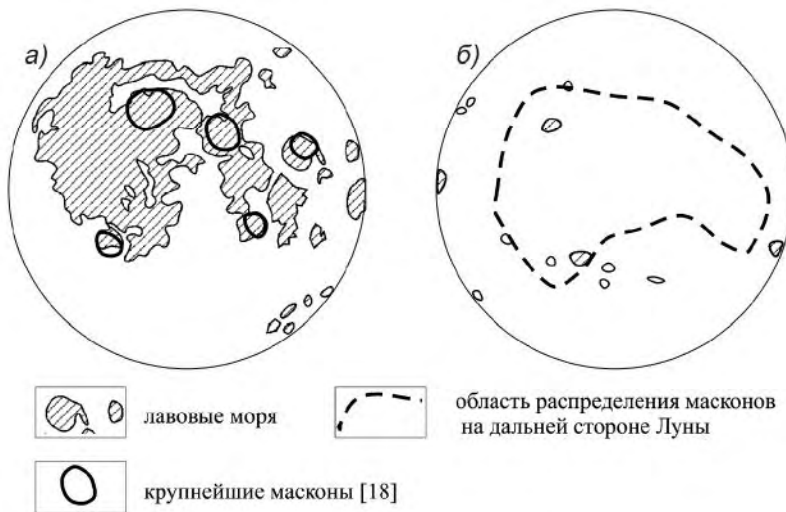 а)
б)
лавовые моря
область распределения масконов
на дальней стороне Луны
крупнейшие масконы [18]